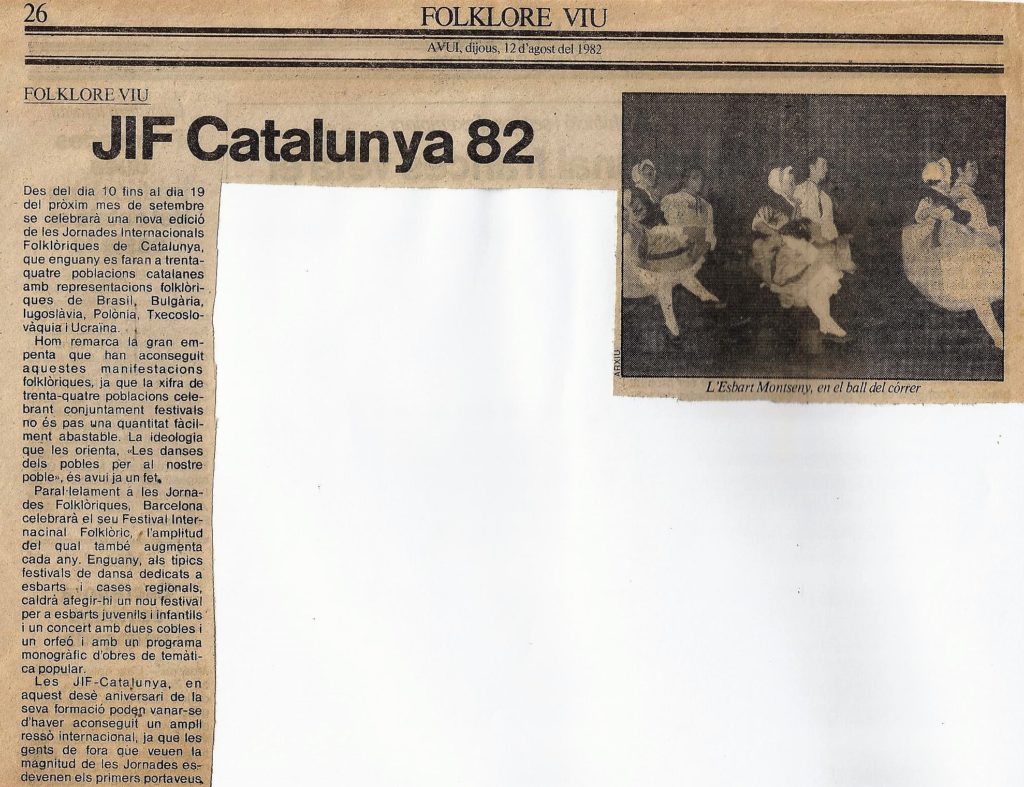 26
FOLKLORE VIU
AVUI, dijous, 12 d'agost del 1982
FOLKLORE VIU
JIF Catalunya 82
Des del dia 10 fins al dia 19
del pròxim mes de setembre
se celebrarà una nova edició
de les Jornades Internacionals
Folklòriques de Catalunya,
que enguany es faran a trenta-
quatre poblacions catalanes
amb representacions folklòri-
ques de Brasil, Bulgària,
Iugoslàvia, Polònia, Txecoslo-
vàquia i Ucraïna.
Hom remarca la gran em-
penta que han aconseguit
aquestes manifestacions
folklòriques, ja que la xifra de
trenta-quatre poblacions cele-
brant conjuntament festivals
no és pas una quantitat fàcil-
ment abastable. La ideologia
que les orienta, «Les danses
dels pobles per al nostre
poble», és avui ja un fet.
Paral·lelament a les Jorna-
des Folklòriques, Barcelona
celebrarà el seu Festival Inter-
nacinal Folklòric, l'amplitud
del qual també augmenta
cada any. Enguany, als típics
festivals de dansa dedicats a
esbarts i cases regionals,
caldrà afegir-hi un nou festival
per a esbarts juvenils i infantils
i un concert amb dues cobles i
un orfeó i amb un programa
monogràfic d'obres de temàti-
ca popular.
Les JIF-Catalunya, en
aquest desè aniversari de la
seva formació poden vanar-se
d'haver aconseguit un ampli
ressò internacional, ja que les
gents de fora que veuen la
magnitud de les Jornades es-
devenen els primers portaveus.
ARXIU
L'Esbart Montseny, en el ball del córrer